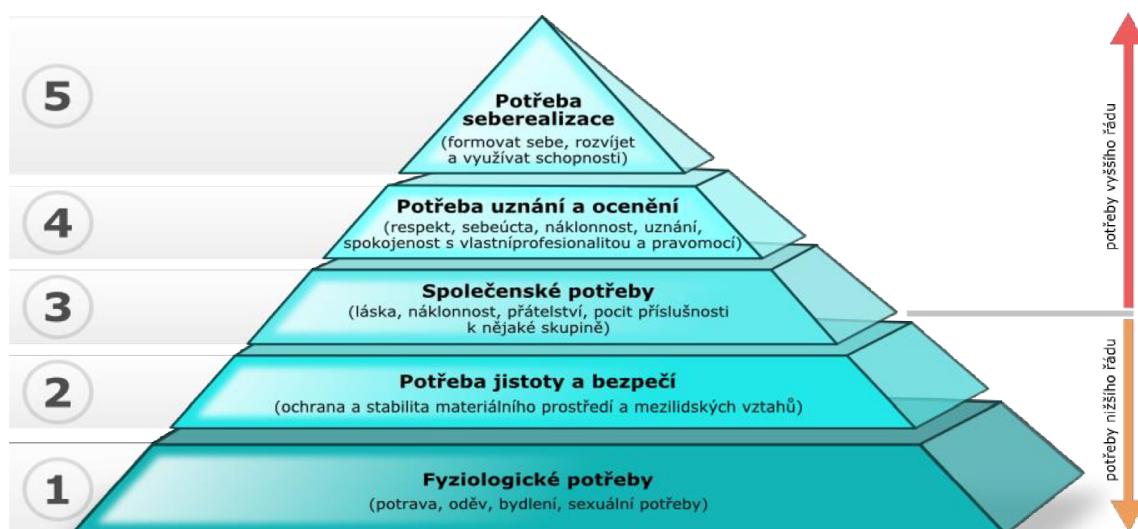 5
Potřeba
seberealizace
(formovat sebe, rozvíjet
a využívat schopnosti)
4
Potřeba uznání a ocenění
(respekt, sebeúcta, náklonnost, uznání,
spokojenost s vlastníprofesionalitou a pravomocí)
3
Společenské potřeby
(láska, náklonnost, přátelství, pocit příslušnosti
k nějaké skupině)
2
Potřeba jistoty a bezpečí
(ochrana a stabilita materiálního prostředí a mezilidských vztahů)
1
Fyziologické potřeby
(potrava, oděv, bydlení, sexuální potřeby)
potřeby vyššího řádu
potřeby nižšího řádu